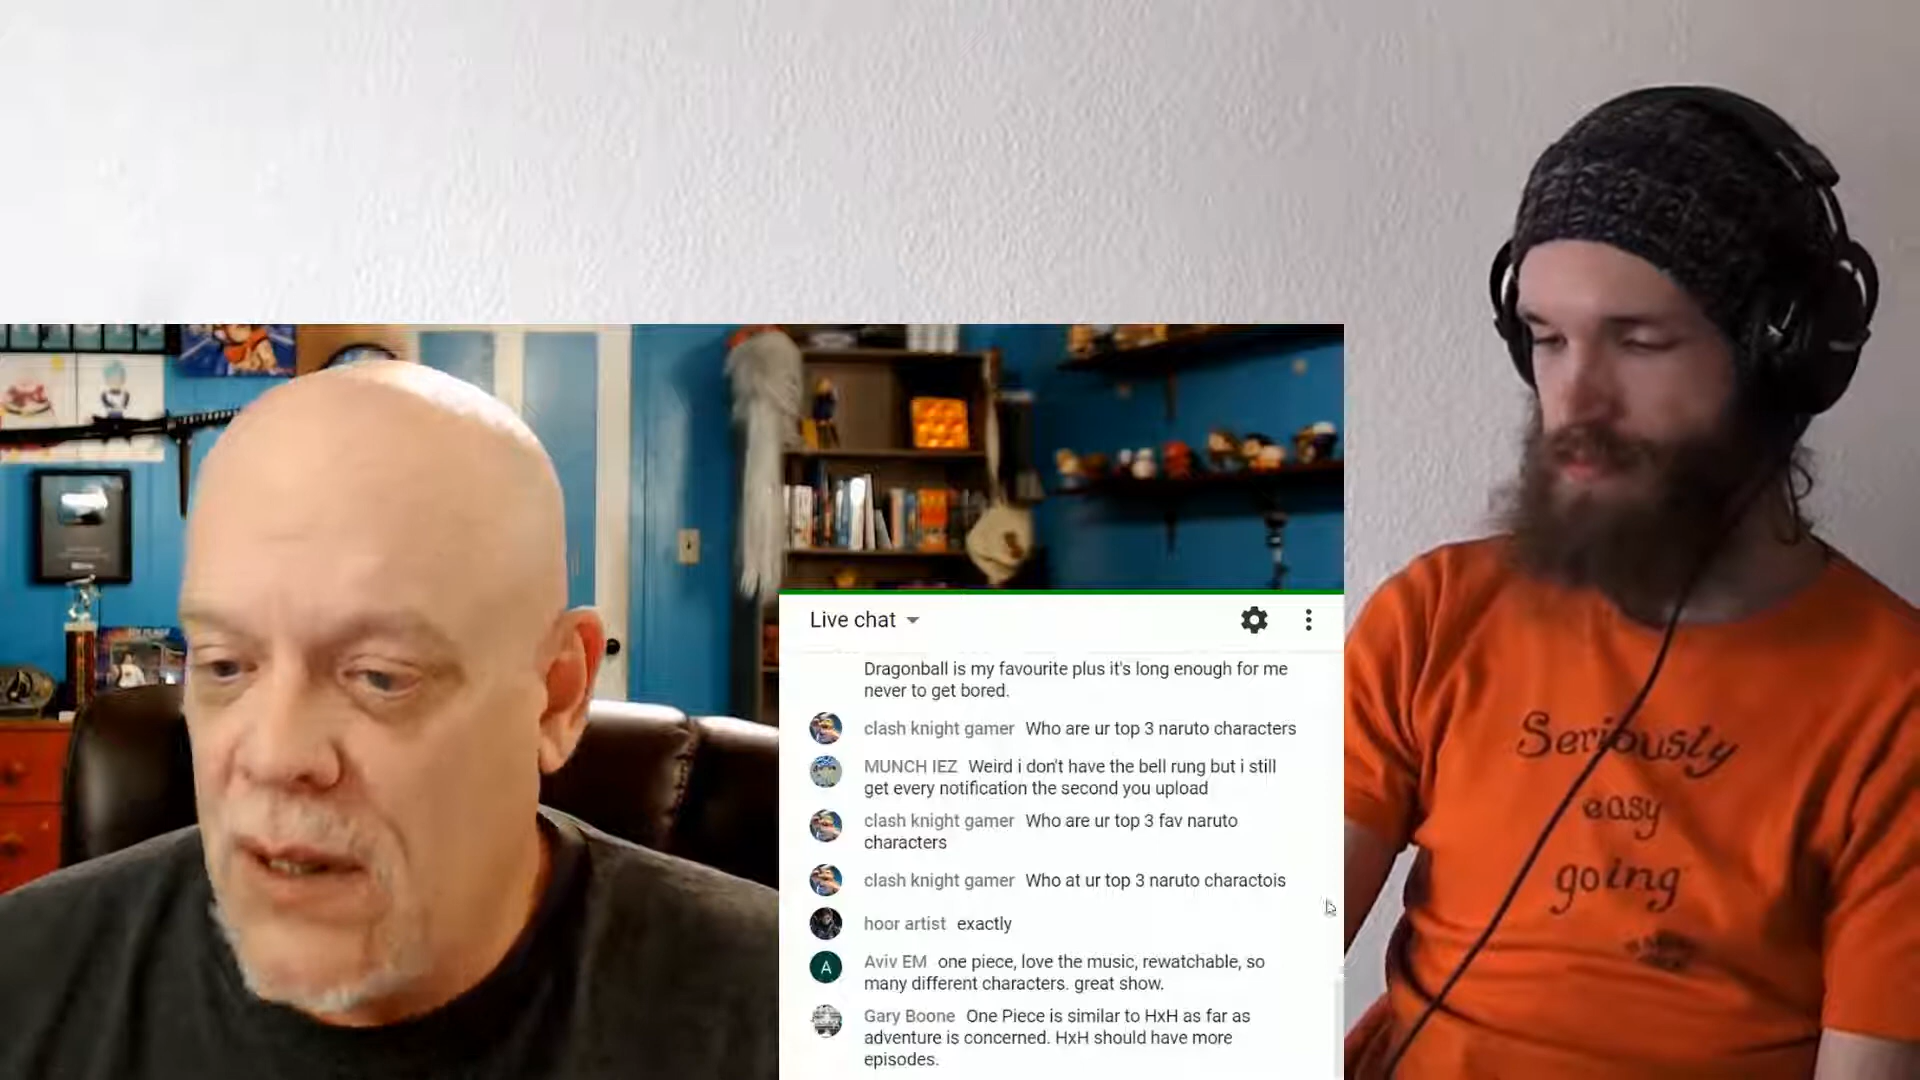 Live chat
Dragonball is my favourite plus it's long enough for me
never to get bored.
clash knight gamer Who are ur top 3 naruto characters
MUNCH IEZ Weird i don't have the bell rung but i still
get every notification the second you upload
clash knight gamer Who are ur top 3 fav naruto
characters
clash knight gamer Who at ur top 3 naruto charactois
hoor artist exactly
A
Aviv EM one piece, love the music, rewatchable, so
many different characters. great show.
Gary Boone One Piece is similar to HxH as far as
adventure is concerned. HxH should have more
episodes.
Seriously
easy
going